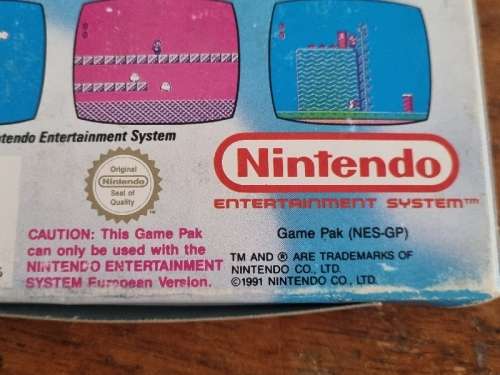 Entertainment System
Original
Nintendo
Seal of
Quality
Nintendo
ENTERTAINMENT SYSTEM™
CAUTION: This Game Pak
can only be used with the
NINTENDO ENTERTAINMENT
SYSTEM European Version.
Game Pak (NES-GP)
TM AND ® ARE TRADEMARKS OF
NINTENDO CO., LTD.
©1991 NINTENDO CO., LTD.